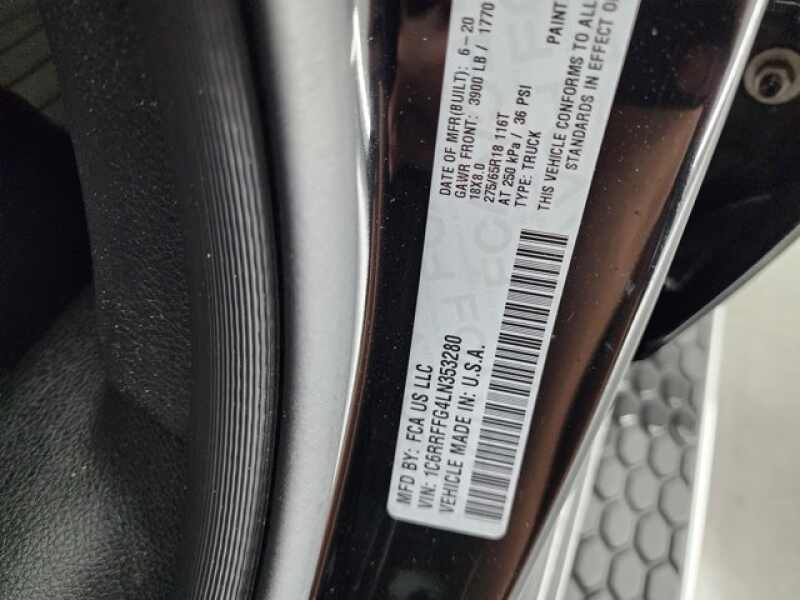 MFD BY: FCA US LLC
DATE OF MFR(BUILT): 6-20
VIN: 1C6RRFFG4LN353280
GAWR FRONT: 3900 LB / 1770
VEHICLE MADE IN: U.S.A.
18X8.0
275/65R18 116T
AT 250 kPa / 36 PSI
TYPE: TRUCK
PAINT
THIS VEHICLE CONFORMS TO ALL
STANDARDS IN EFFECT O